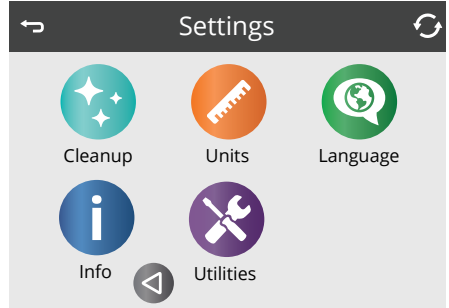 Settings
Cleanup
Units
Language
Info
Utilities